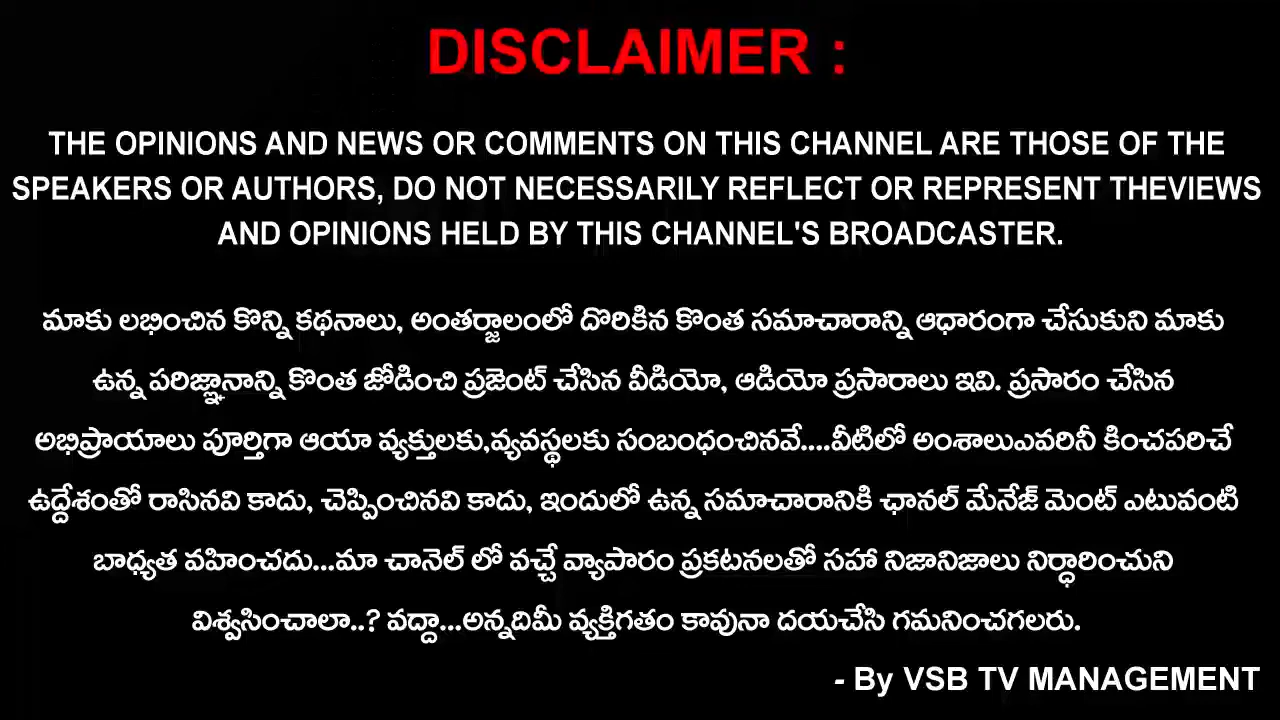 DISCLAIMER :
THE OPINIONS AND NEWS OR COMMENTS ON THIS CHANNEL ARE THOSE OF THE
SPEAKERS OR AUTHORS, DO NOT NECESSARILY REFLECT OR REPRESENT THEVIEWS
AND OPINIONS HELD BY THIS CHANNEL'S BROADCASTER.
మాకు లభించిన కొన్ని కథనాలు, అంతర్జాలంలో దొరికిన కొంత సమాచారాన్ని ఆధారంగా చేసుకుని మాకు
ఉన్న పరిజ్ఞానాన్ని కొంత జోడించి ప్రజెంట్ చేసిన వీడియో, ఆడియో ప్రసారాలు ఇవి. ప్రసారం చేసిన
అభిప్రాయాలు పూర్తిగా ఆయా వ్యక్తులకు,వ్యవస్థలకు సంబంధంచినవే....వీటిలో అంశాలుఎవరినీ కించపరిచే
ఉద్దేశంతో రాసినవి కాదు, చెప్పించినవి కాదు, ఇందులో ఉన్న సమాచారానికి ఛానల్ మేనేజ్ మెంట్ ఎటువంటి
బాధ్యత వహించదు...మా చానెల్ లో వచ్చే వ్యాపారం ప్రకటనలతో సహా నిజానిజాలు నిర్ధారించుని
విశ్వసించాలా..? వద్దా...అన్నదిమీ వ్యక్తిగతం కావునా దయచేసి గమనించగలరు.
- By VSB TV MANAGEMENT